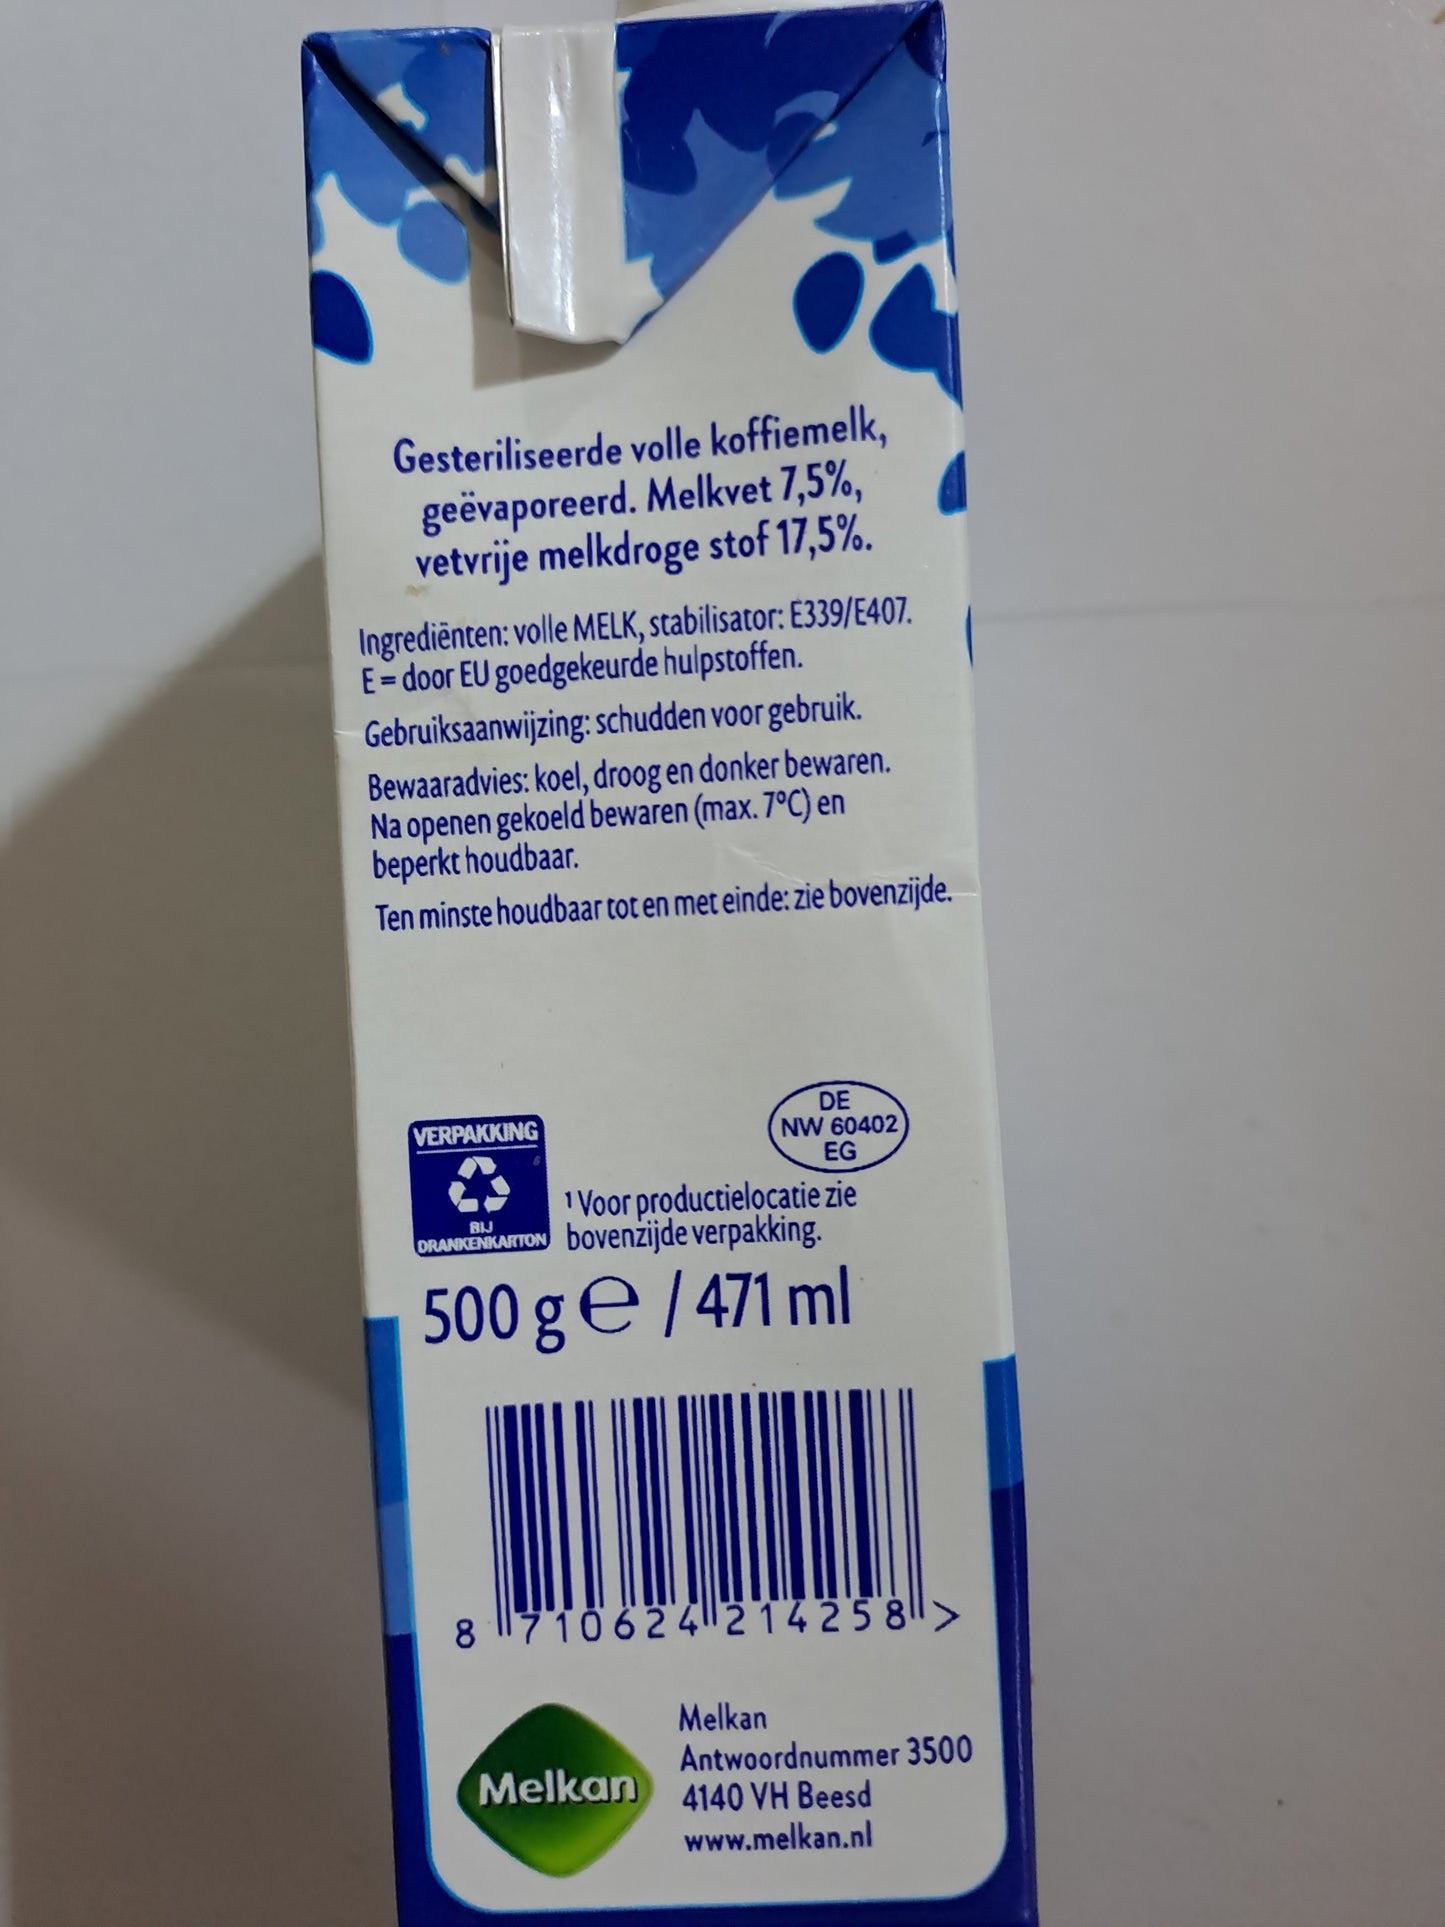 Gesteriliseerde volle koffiemelk,
geëvaporeerd. Melkvet 7,5%,
vetvrije melkdroge stof 17,5%.
Ingrediënten: volle MELK, stabilisator: E339/E407.
E = door EU goedgekeurde hulpstoffen.
Gebruiksaanwijzing: schudden voor gebruik.
Bewaaradvies: koel, droog en donker bewaren.
Na openen gekoeld bewaren (max. 7°C) en
beperkt houdbaar.
Ten minste houdbaar tot en met einde: zie bovenzijde.
DE
NW 60402
EG
VERPAKKING
BIJ
DRANKENKARTON
¹ Voor productielocatie zie
bovenzijde verpakking.
500 g e / 471 ml
8 710624 214258 >
Melkan
Melkan
Antwoordnummer 3500
4140 VH Beesd
www.melkan.nl